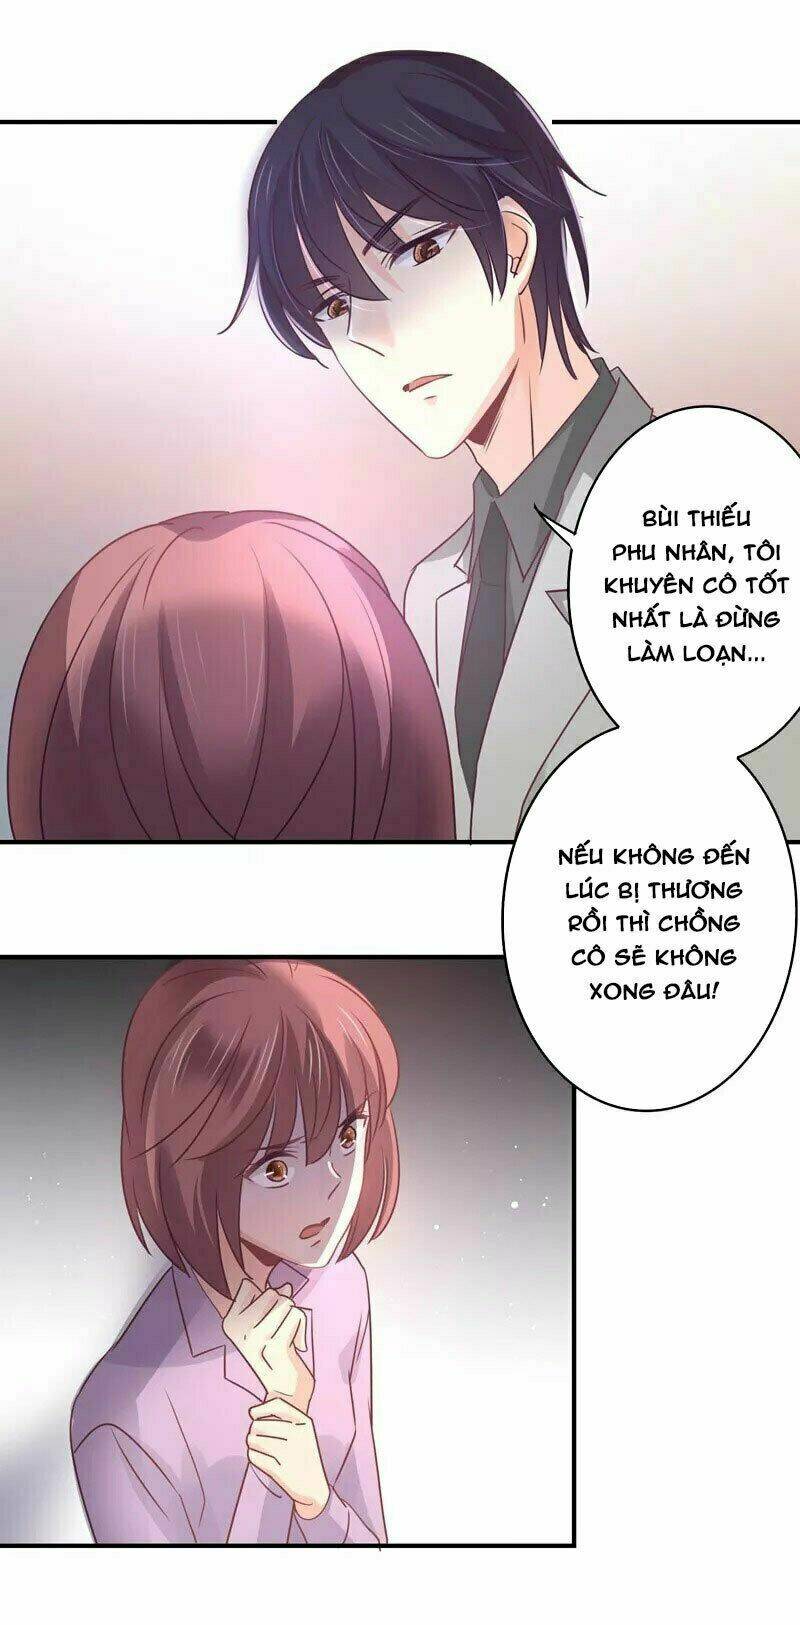 BÙI THIẾU
PHU NHÂN, TÔI
KHUYÊN CÔ TỐT
NHẤT LÀ ĐỪNG
LÀM LOẠN...
NẾU KHÔNG ĐẾN
LÚC BỊ THƯƠNG
RỒI THÌ CHỒNG
CÔ SẼ KHÔNG
XONG ĐÂU!